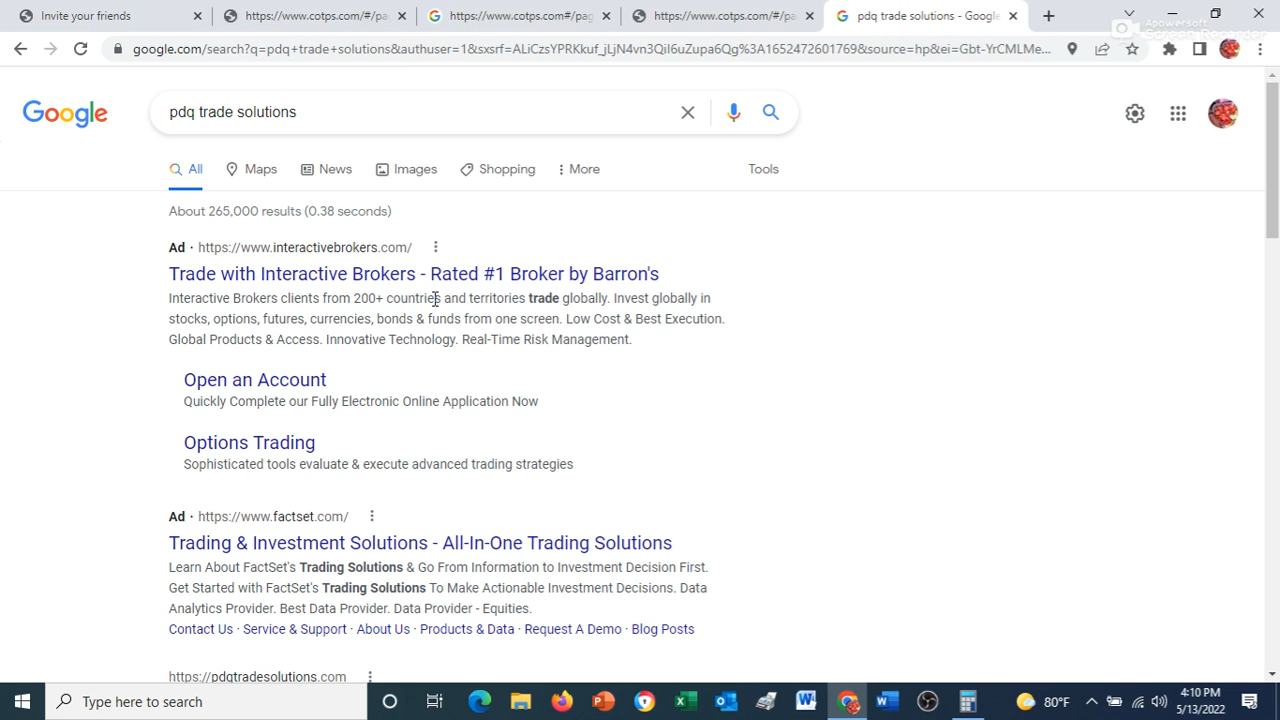 Invite your friends
https://www.cotps.com/#/pa
https://www.cotps.com#/pag
https://www.cotps.com/#/pa
pdq trade solutions - Google
Apowersoft
Screen Recorder
google.com/search?q=pdq+trade+solutions&authuser=1&sxsrf=ALiCzsYPRKkuf_jLjN4vn3Qil6uZupa6Qg%3A1652472601769&source=hp&ei=Gbt-YrCMLMe...
Google
pdq trade solutions
All
Maps
News
Images
Shopping
More
Tools
About 265,000 results (0.38 seconds)
Ad · https://www.interactivebrokers.com/
Trade with Interactive Brokers - Rated #1 Broker by Barron's
Interactive Brokers clients from 200+ countries and territories trade globally. Invest globally in
stocks, options, futures, currencies, bonds & funds from one screen. Low Cost & Best Execution.
Global Products & Access. Innovative Technology. Real-Time Risk Management.
Open an Account
Quickly Complete our Fully Electronic Online Application Now
Options Trading
Sophisticated tools evaluate & execute advanced trading strategies
Ad · https://www.factset.com/
Trading & Investment Solutions - All-In-One Trading Solutions
Learn About FactSet's Trading Solutions & Go From Information to Investment Decision First.
Get Started with FactSet's Trading Solutions To Make Actionable Investment Decisions. Data
Analytics Provider. Best Data Provider. Data Provider - Equities.
Contact Us · Service & Support · About Us · Products & Data · Request A Demo · Blog Posts
https://pdqtradesolutions.com
Type here to search
80°F
4:10 PM
5/13/2022